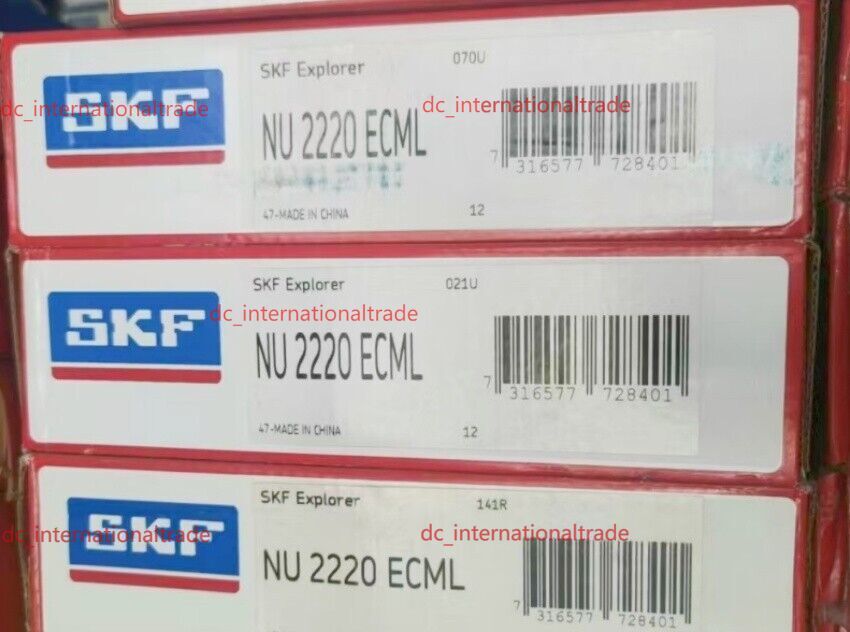 SKF Explorer 070U
SKF
dc_internationaltrade
dc_internationaltrade
NU 2220 ECML
7 316577 728401
47-MADE IN CHINA 12
SKF Explorer 021U
SKF
dc_internationaltrade
NU 2220 ECML
7 316577 728401
47-MADE IN CHINA 12
SKF Explorer 141R
SKF
dc_internationaltrade
dc_internationaltrade
NU 2220 ECML
7 316577 728401